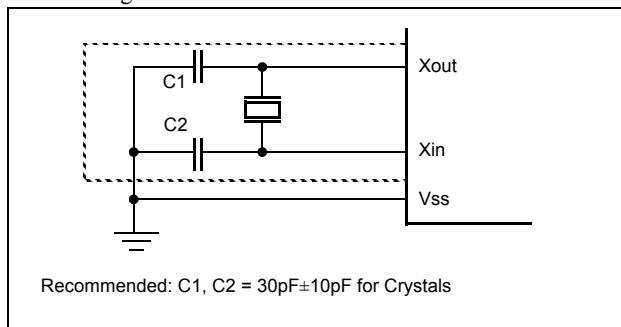 C1
Xout
C2
Xin
Vss
Recommended: C1, C2 = 30pF±10pF for Crystals